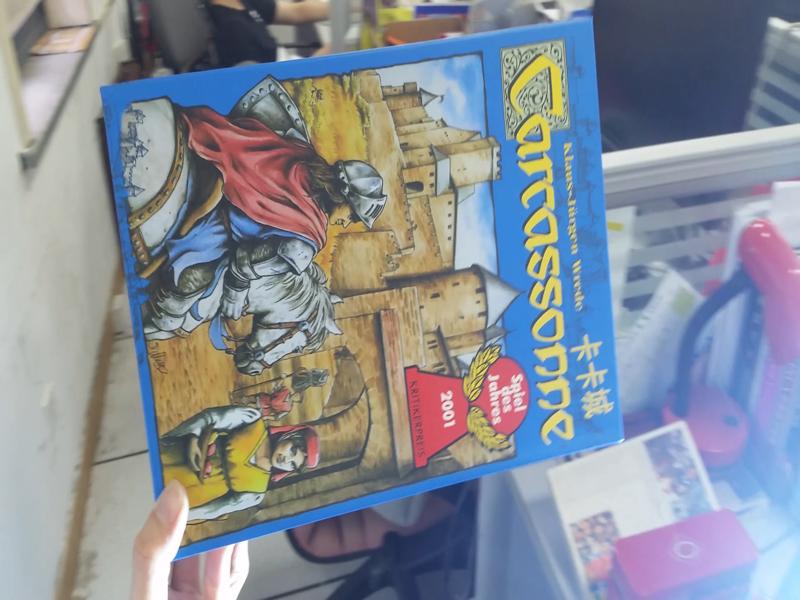 Carcassonne
Klaus-Jürgen Wrede
卡卡城
Spiel
des
Jahres
2001
KRITIKERPREIS